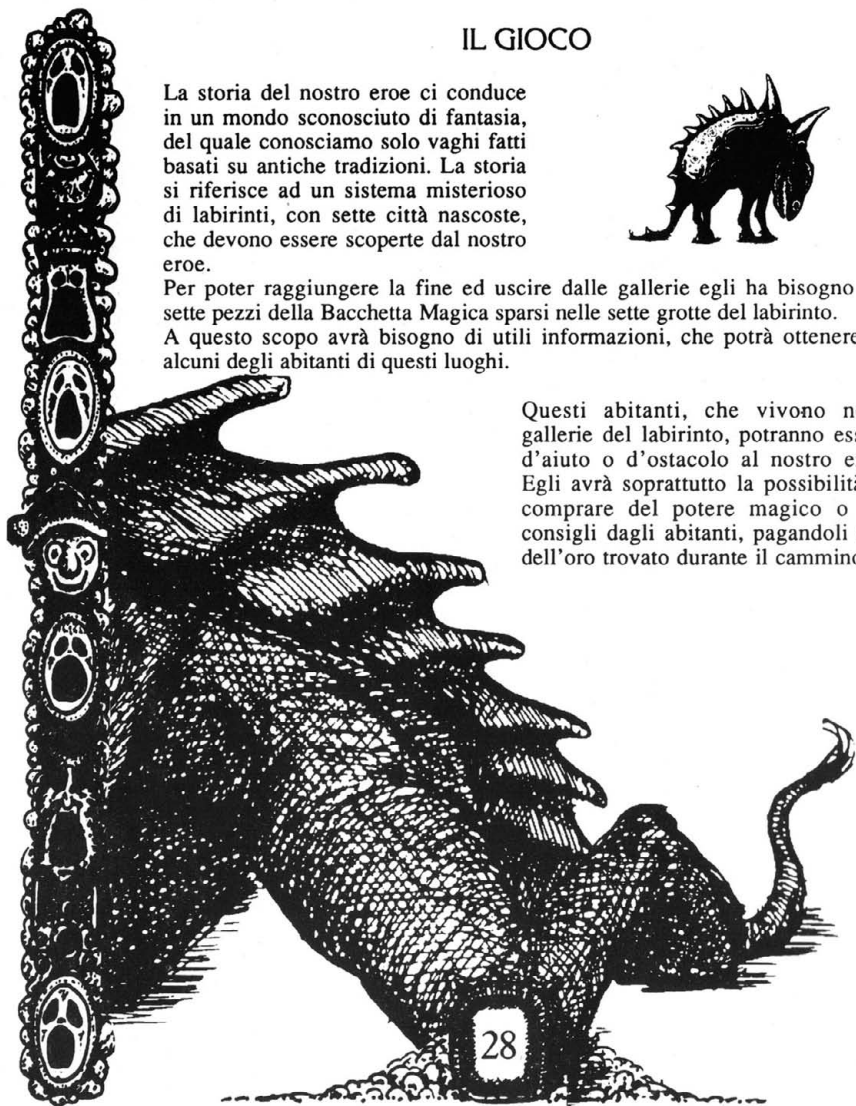 IL GIOCO
La storia del nostro eroe ci conduce
in un mondo sconosciuto di fantasia,
del quale conosciamo solo vaghi fatti
basati su antiche tradizioni. La storia
si riferisce ad un sistema misterioso
di labirinti, con sette città nascoste,
che devono essere scoperte dal nostro
eroe.
Per poter raggiungere la fine ed uscire dalle gallerie egli ha bisogno
sette pezzi della Bacchetta Magica sparsi nelle sette grotte del labirinto.
A questo scopo avrà bisogno di utili informazioni, che potrà ottenere
alcuni degli abitanti di questi luoghi.
Questi abitanti, che vivono
gallerie del labirinto, potranno
d'aiuto o d'ostacolo al nostro
Egli avrà soprattutto la possibilità
comprare del potere magico o
consigli dagli abitanti, pagandoli
dell'oro trovato durante il cammino
28